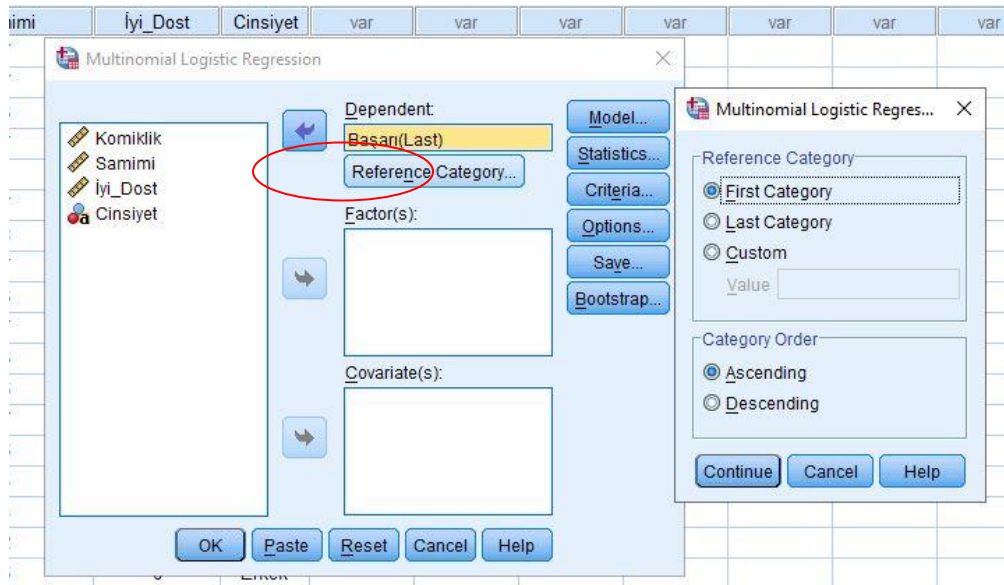 İyi_Dost Cinsiyet var var var var var var var
Multinomial Logistic Regression
Komiklik
Samimi
İyi_Dost
Cinsiyet
Dependent:
Başarı(Last)
Reference Category...
Factor(s):
Covariate(s):
Model...
Statistics...
Criteria...
Options...
Save...
Bootstrap...
OK Paste Reset Cancel Help
Multinomial Logistic Regres...
Reference Category
First Category
Last Category
Custom
Value
Category Order
Ascending
Descending
Continue Cancel Help